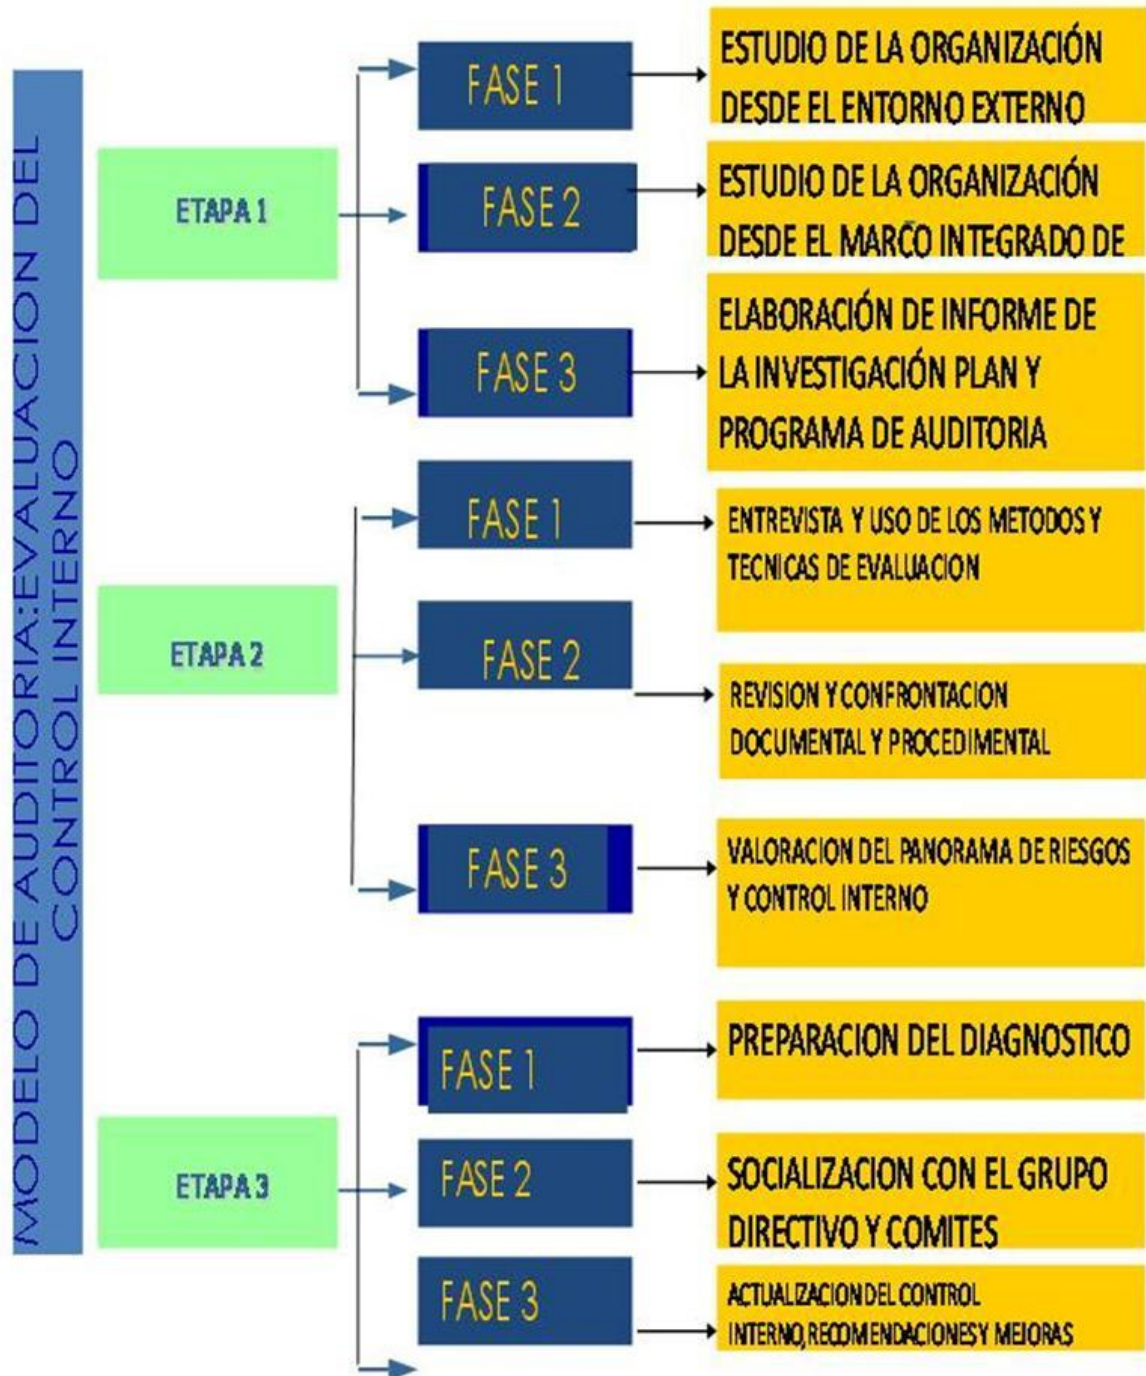 MODELO DE AUDITORIA:EVALUACION DEL
CONTROL INTERNO
ETAPA 1
FASE 1
ESTUDIO DE LA ORGANIZACIÓN
DESDE EL ENTORNO EXTERNO
FASE 2
ESTUDIO DE LA ORGANIZACIÓN
DESDE EL MARCO INTEGRADO DE
FASE 3
ELABORACIÓN DE INFORME DE
LA INVESTIGACIÓN PLAN Y
PROGRAMA DE AUDITORIA
ETAPA 2
FASE 1
ENTREVISTA Y USO DE LOS METODOS Y
TECNICAS DE EVALUACION
FASE 2
REVISION Y CONFRONTACION
DOCUMENTAL Y PROCEDIMENTAL
FASE 3
VALORACION DEL PANORAMA DE RIESGOS
Y CONTROL INTERNO
ETAPA 3
FASE 1
PREPARACION DEL DIAGNOSTICO
FASE 2
SOCIALIZACION CON EL GRUPO
DIRECTIVO Y COMITES
FASE 3
ACTUALIZACION DEL CONTROL
INTERNO, RECOMENDACIONES Y MEJORAS